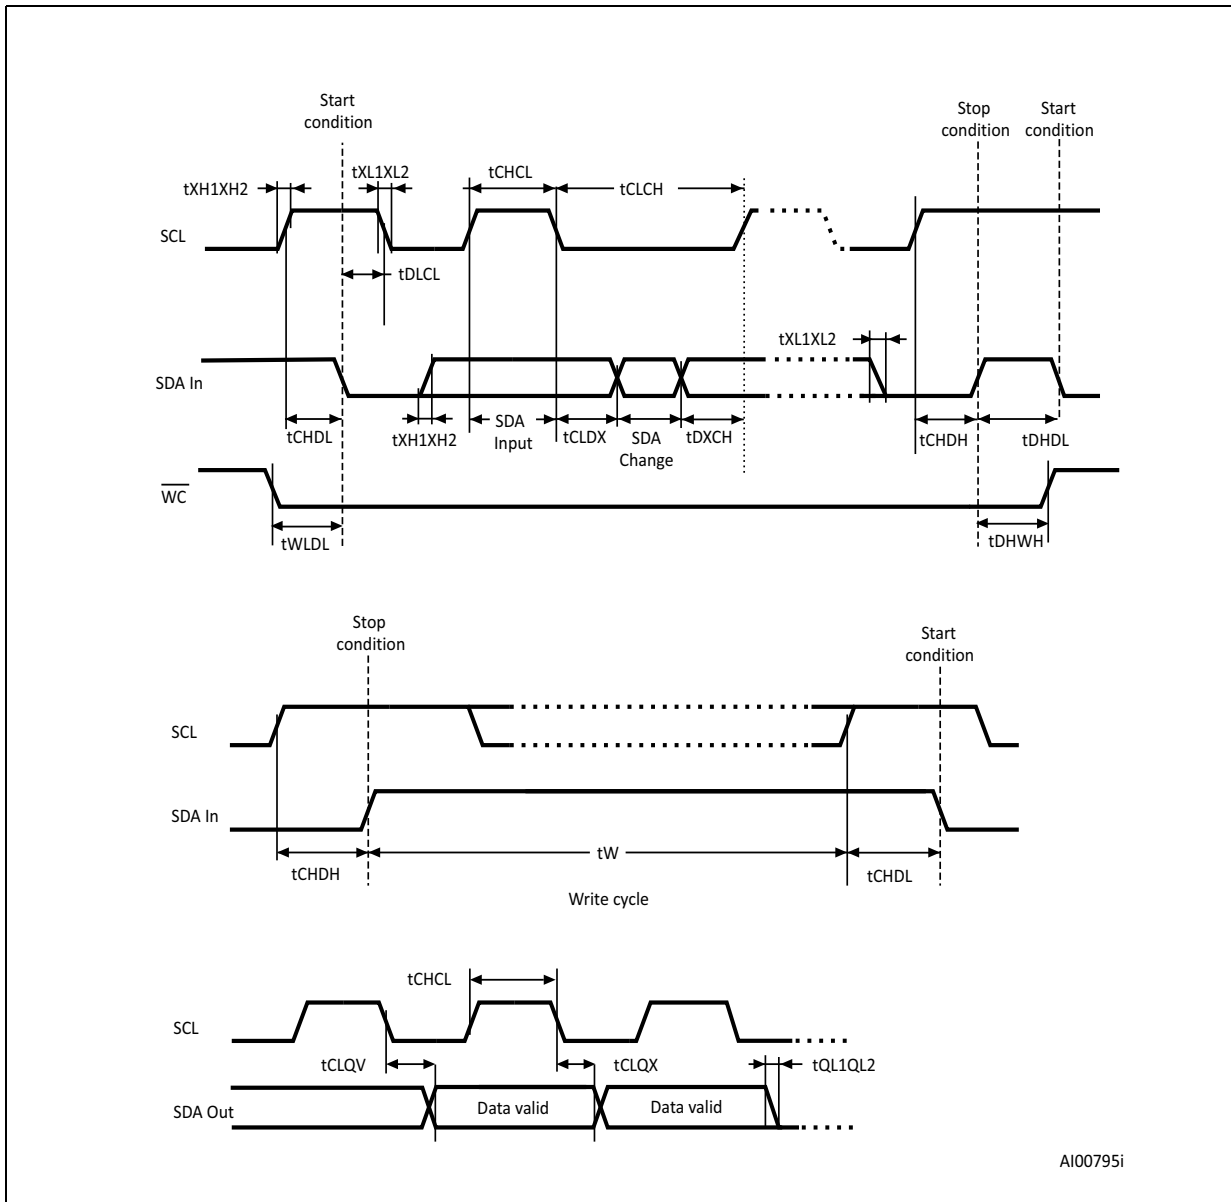 Start
condition
Stop
condition
Start
condition
tXH1XH2
tXL1XL2
tCHCL
tCLCH
SCL
tDLCL
tXL1XL2
SDA In
tCHDL
tXH1XH2
SDA
Input
tCLDX
SDA
Change
tDXCH
tCHDH
tDHDL
WC
tWLDL
tDHWH
Stop
condition
Start
condition
SCL
SDA In
tCHDH
tW
tCHDL
Write cycle
tCHCL
SCL
tCLQV
tCLQX
tQL1QL2
SDA Out
Data valid
Data valid
AI00795i